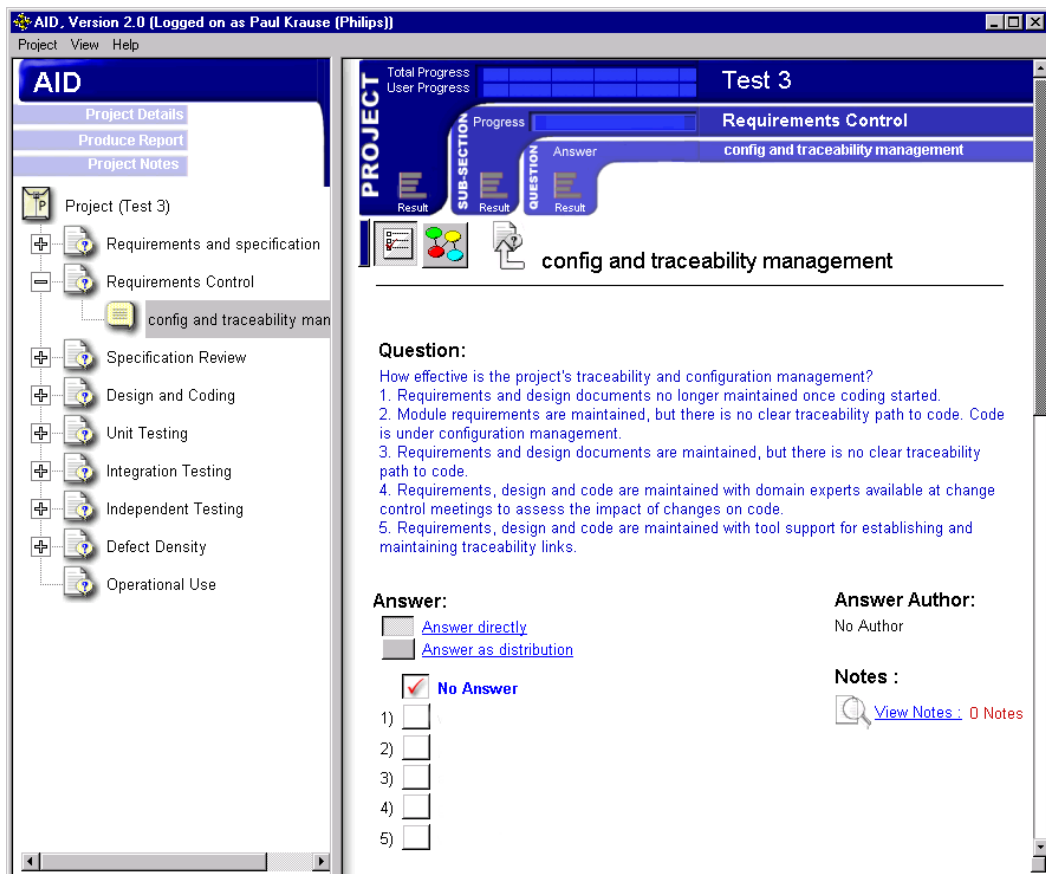 AID, Version 2.0 (Logged on as Paul Krause (Philips))
Project View Help
AID
Project Details
Produce Report
Project Notes
Project (Test 3)
Requirements and specification
Requirements Control
config and traceability man
Specification Review
Design and Coding
Unit Testing
Integration Testing
Independent Testing
Defect Density
Operational Use
PROJECT
Total Progress
User Progress
Test 3
SUB-SECTION
Progress
Requirements Control
QUESTION
Answer
config and traceability management
Result
Result
Result
config and traceability management
Question:
How effective is the project's traceability and configuration management?
1. Requirements and design documents no longer maintained once coding started.
2. Module requirements are maintained, but there is no clear traceability path to code. Code
is under configuration management.
3. Requirements and design documents are maintained, but there is no clear traceability
path to code.
4. Requirements, design and code are maintained with domain experts available at change
control meetings to assess the impact of changes on code.
5. Requirements, design and code are maintained with tool support for establishing and
maintaining traceability links.
Answer:
Answer directly
Answer as distribution
No Answer
1)
2)
3)
4)
5)
Answer Author:
No Author
Notes :
View Notes : 0 Notes